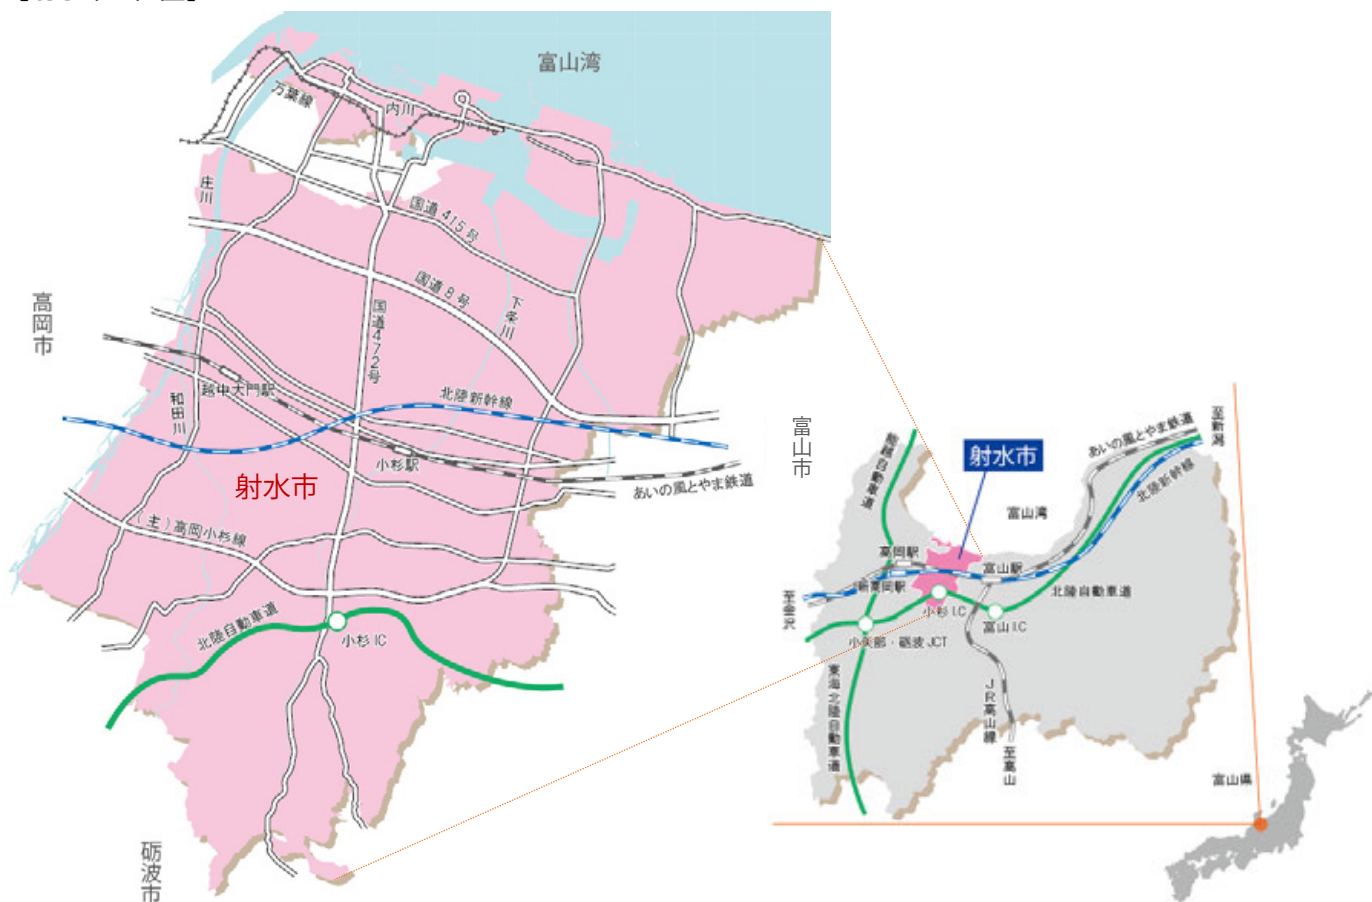 富山湾
万葉線
内川
庄川
国道415号
国道8号
下条川
国道472号
高岡市
越中大門駅
和田川
北陸新幹線
小杉駅
あいの風とやま鉄道
射水市
(主)高岡小杉線
北陸自動車道
小杉IC
砺波市
富山市
能越自動車道
射水市
富山湾
あいの風とやま鉄道
至新潟
北陸新幹線
高岡駅
新高岡駅
富山駅
至金沢
小杉I.C
富山I.C
北陸自動車道
小矢部・砺波JCT
東海北陸自動車道
JR高山線
至高山
富山県